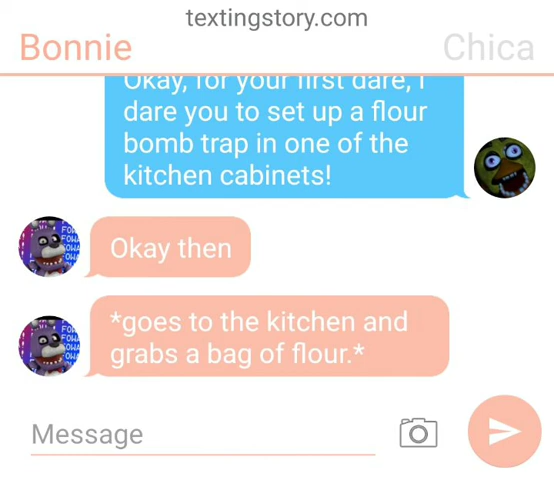 textingstory.com
Bonnie
Chica
Okay, for your first dare, I
dare you to set up a flour
bomb trap in one of the
kitchen cabinets!
Okay then
*goes to the kitchen and
grabs a bag of flour.*
Message